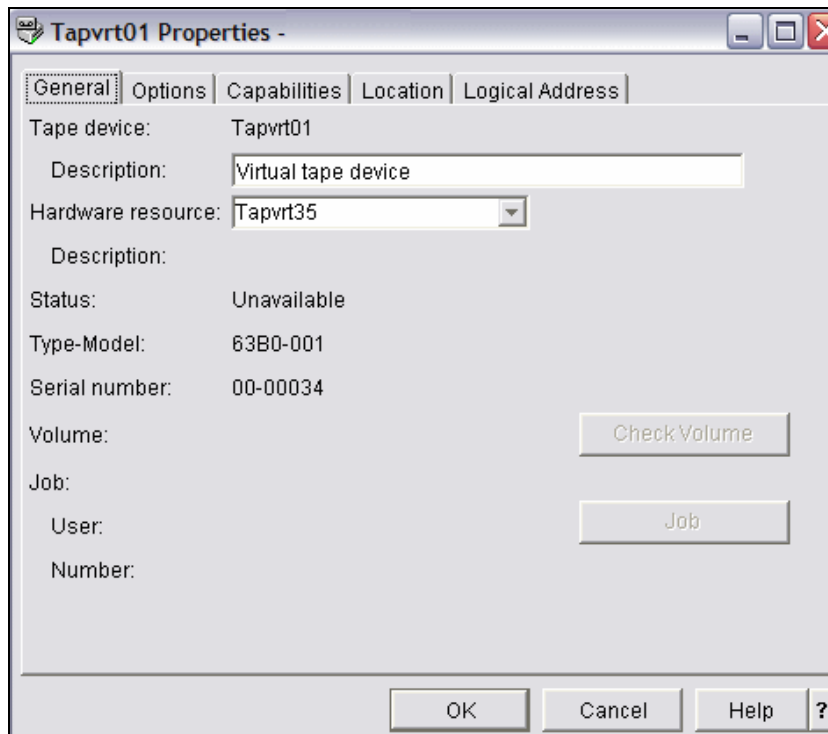 Tapvrt01 Properties -
General Options Capabilities Location Logical Address
Tape device: Tapvrt01
Description: Virtual tape device
Hardware resource: Tapvrt35
Description:
Status: Unavailable
Type-Model: 63B0-001
Serial number: 00-00034
Volume: Check Volume
Job:
User: Job
Number:
OK Cancel Help ?